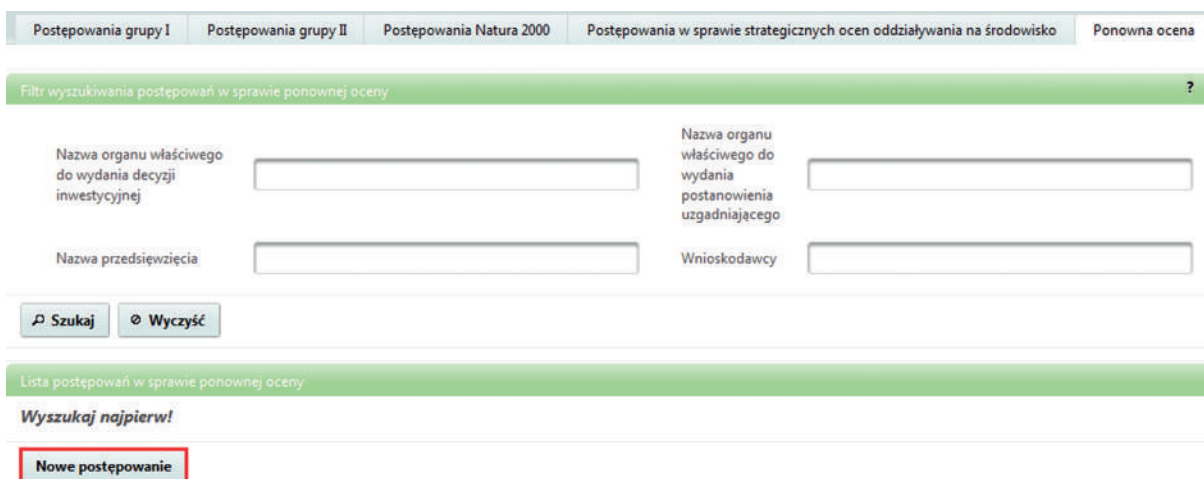 Postępowania grupy I Postępowania grupy II Postępowania Natura 2000 Postępowania w sprawie strategicznych ocen oddziaływania na środowisko Ponowna ocena
Filtr wyszukiwania postępowań w sprawie ponownej oceny ?
Nazwa organu właściwego
do wydania decyzji
inwestycyjnej
Nazwa organu
właściwego do
wydania
postanowienia
uzgadniającego
Nazwa przedsięwzięcia
Wnioskodawcy
Szukaj Wyczyść
Lista postępowań w sprawie ponownej oceny
Wyszukaj najpierw!
Nowe postępowanie